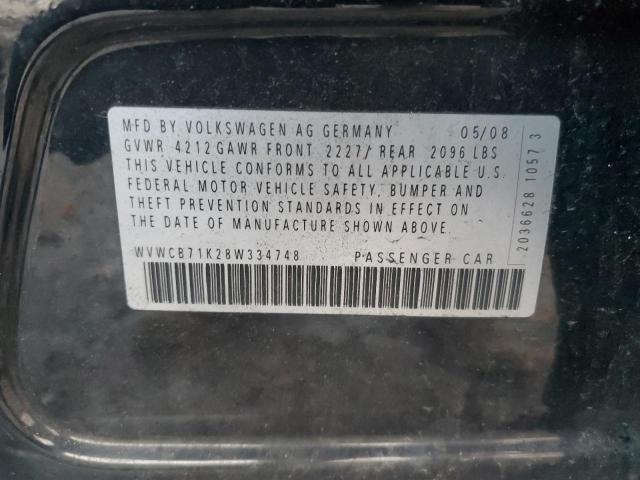 MFD BY VOLKSWAGEN AG GERMANY 05/08
GVWR 4212 GAWR FRONT 2227/ REAR 2096 LBS
THIS VEHICLE CONFORMS TO ALL APPLICABLE U.S.
FEDERAL MOTOR VEHICLE SAFETY, BUMPER AND
THEFT PREVENTION STANDARDS IN EFFECT ON
THE DATE OF MANUFACTURE SHOWN ABOVE.
WVWCB71K28W334748 PASSENGER CAR
2036628 1057 3